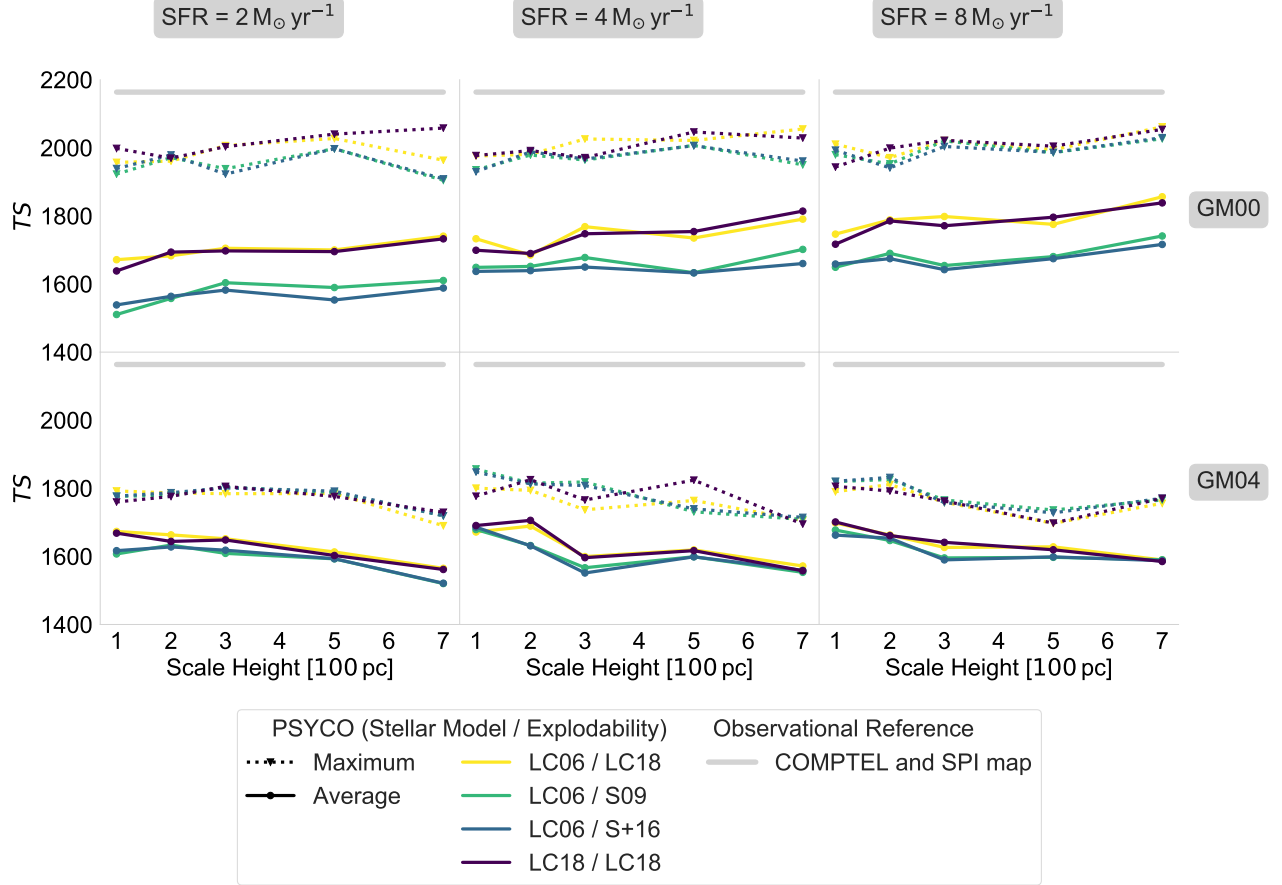 SFR = 2 M⊙ yr⁻¹
SFR = 4 M⊙ yr⁻¹
SFR = 8 M⊙ yr⁻¹
2200
2000
1800
1600
1400
TS
GM00
2000
1800
1600
1400
TS
GM04
1 2 3 4 5 6 7
1 2 3 4 5 6 7
1 2 3 4 5 6 7
Scale Height [100 pc]
Scale Height [100 pc]
Scale Height [100 pc]
PSYCO (Stellar Model / Explodability)
Observational Reference
Maximum
LC06 / LC18
COMPTEL and SPI map
Average
LC06 / S09
LC06 / S+16
LC18 / LC18